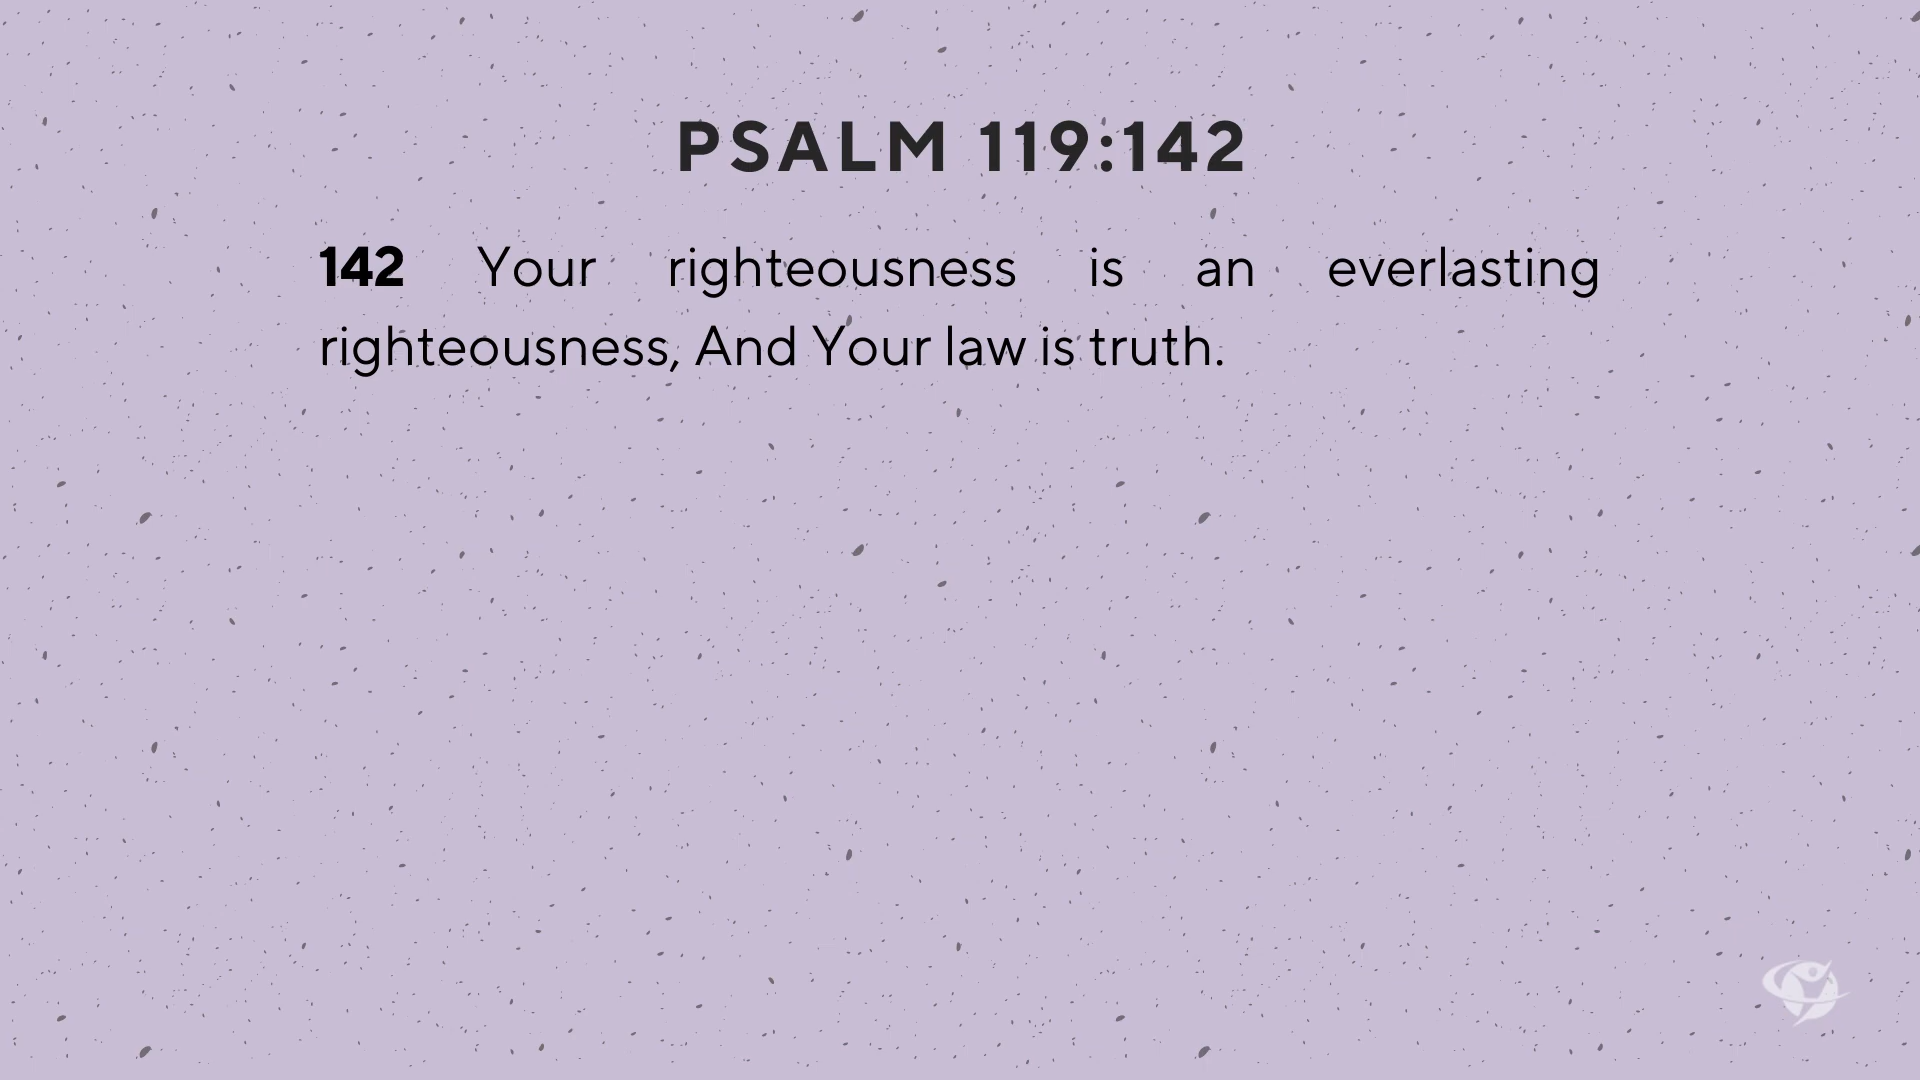 PSALM 119:142
142 Your righteousness is an everlasting
righteousness, And Your law is truth.